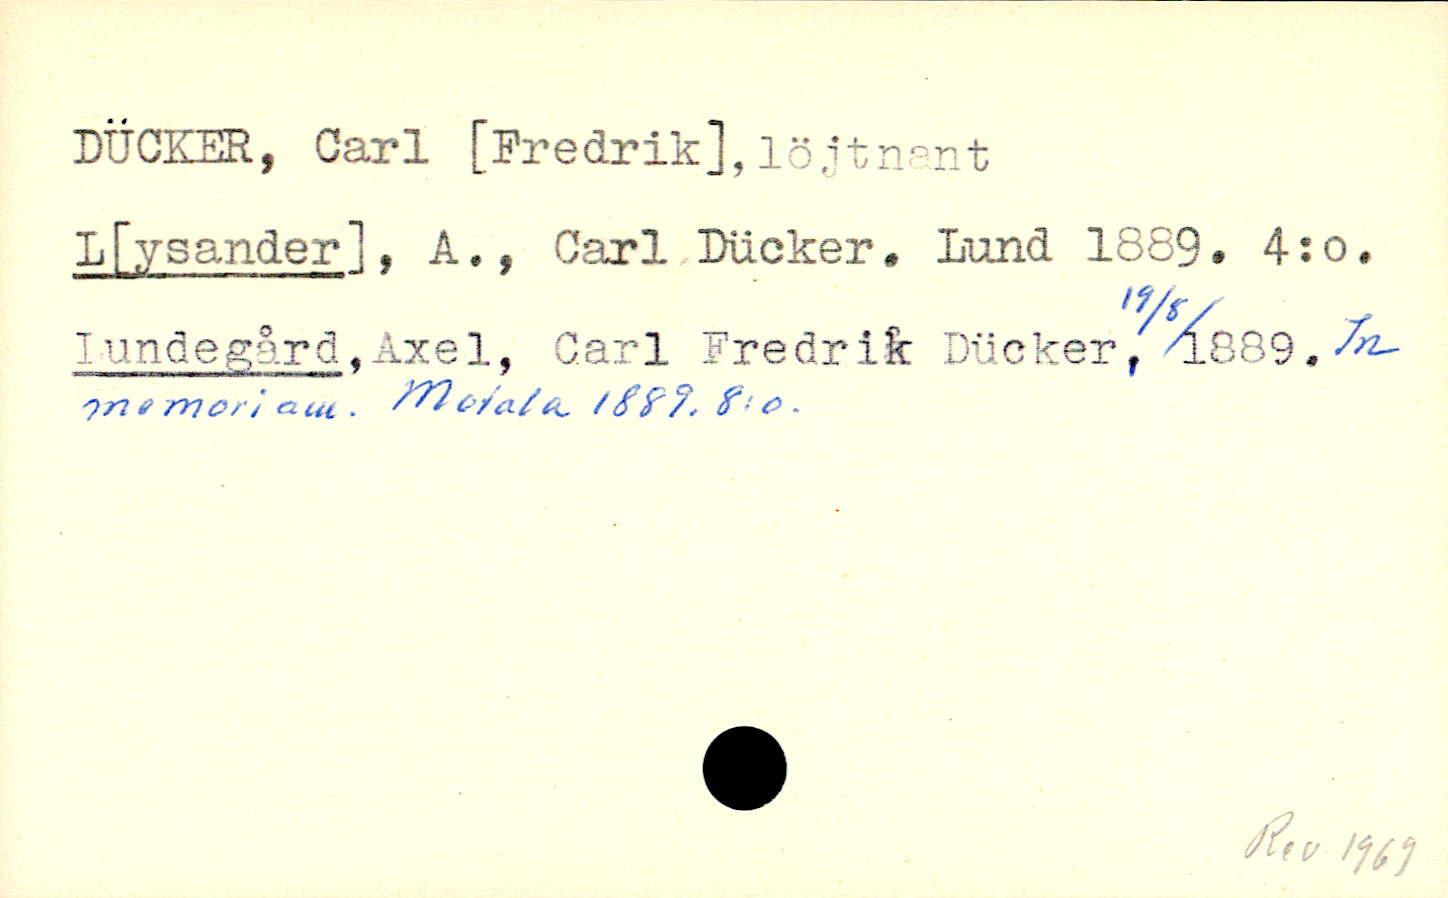 DÜCKER, Carl [Fredrik], löjtnant
L[ysander], A., Carl Dücker. Lund 1889. 4:o.
Lundegård, Axel, Carl Fredrik Dücker, 19/8 1889. In
memoriam. Motala 1889. 8:o.
Rev. 1969